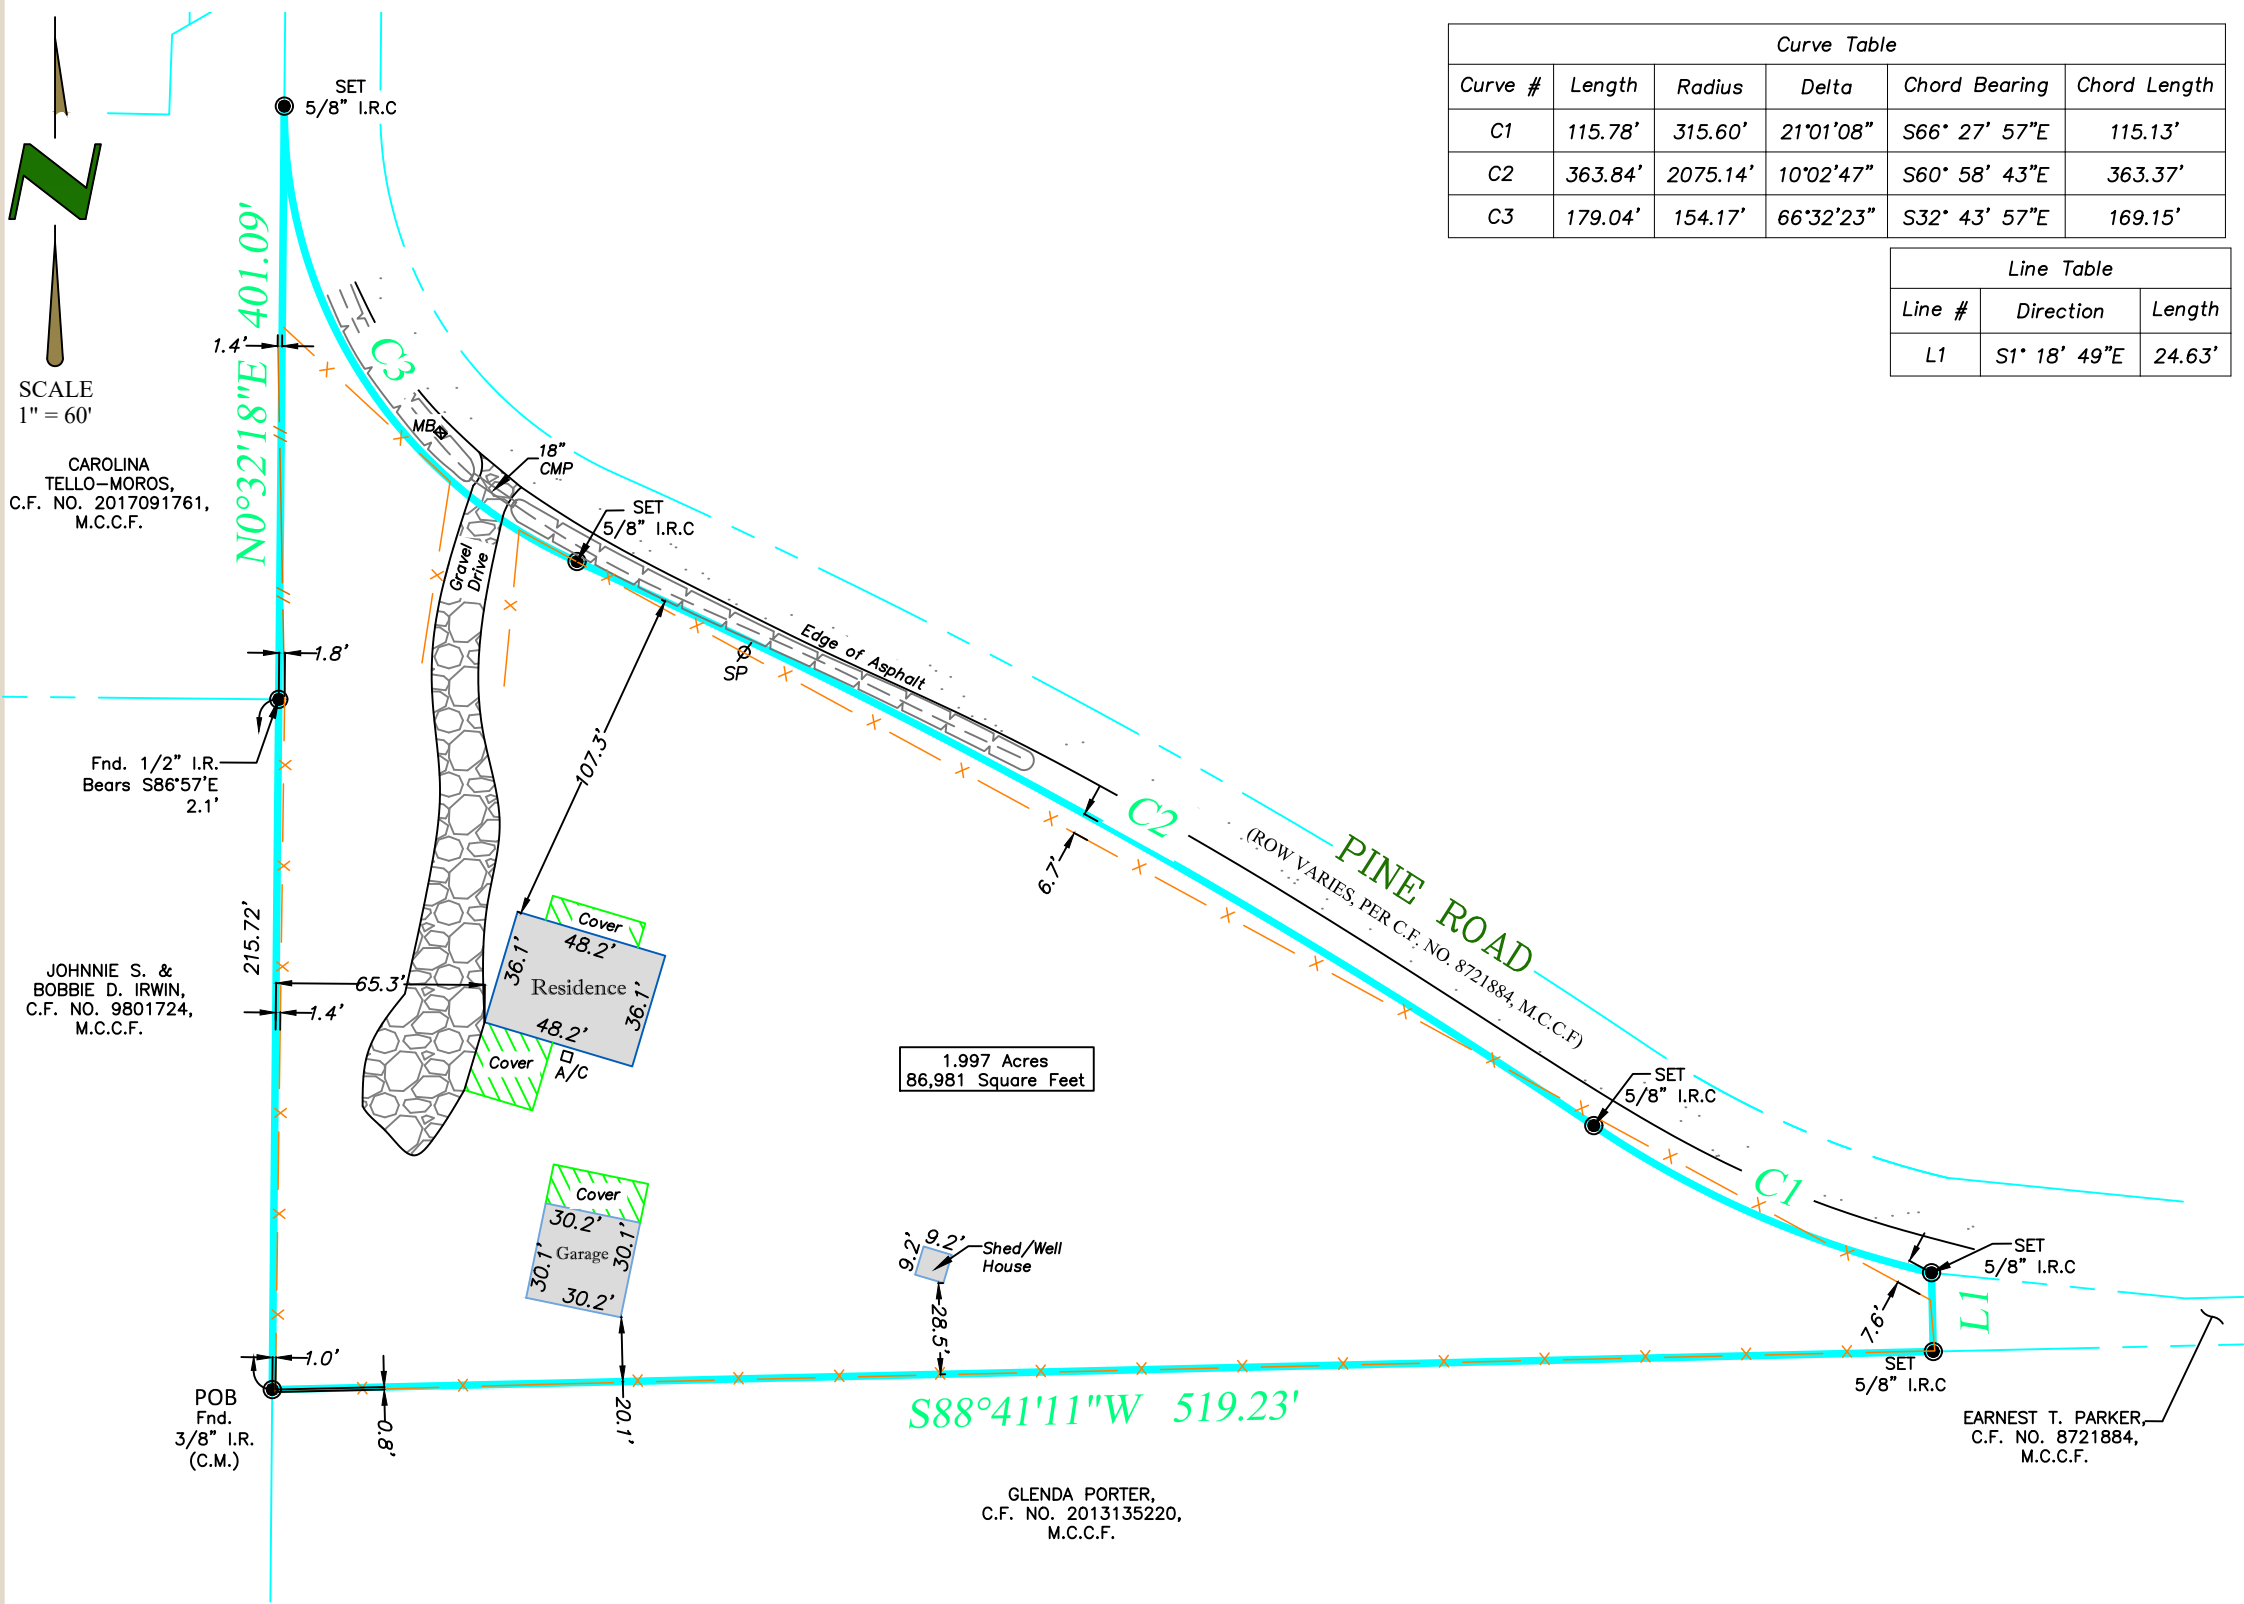 Curve Table
Curve # Length Radius Delta Chord Bearing Chord Length
C1 115.78' 315.60' 21°01'08" S66° 27' 57"E 115.13'
C2 363.84' 2075.14' 10°02'47" S60° 58' 43"E 363.37'
C3 179.04' 154.17' 66°32'23" S32° 43' 57"E 169.15'
Line Table
Line # Direction Length
L1 S1° 18' 49"E 24.63'
SET
5/8" I.R.C
N
SCALE
1" = 60'
N0°32'18"E 401.09'
1.4'
C3
MB
18"
CMP
CAROLINA
TELLO-MOROS,
C.F. NO. 2017091761,
M.C.C.F.
SET
5/8" I.R.C
Gravel
Drive
1.8'
SP
Edge of Asphalt
Fnd. 1/2" I.R.
Bears S86°57'E
2.1'
107.3'
C2
6.7'
PINE ROAD
(ROW VARIES, PER C.F. NO. 8721884, M.C.C.F)
215.72'
Cover
48.2'
36.1'
Residence
36.1'
48.2'
65.3'
1.4'
JOHNNIE S. &
BOBBIE D. IRWIN,
C.F. NO. 9801724,
M.C.C.F.
Cover
A/C
1.997 Acres
86,981 Square Feet
SET
5/8" I.R.C
C1
Cover
30.2'
30.1'
Garage
30.1'
30.2'
9.2'
9.2'
Shed/Well
House
28.5'
SET
5/8" I.R.C
L1
7.6'
1.0'
0.8'
20.1'
POB
Fnd.
3/8" I.R.
(C.M.)
S88°41'11"W 519.23'
SET
5/8" I.R.C
EARNEST T. PARKER,
C.F. NO. 8721884,
M.C.C.F.
GLENDA PORTER,
C.F. NO. 2013135220,
M.C.C.F.